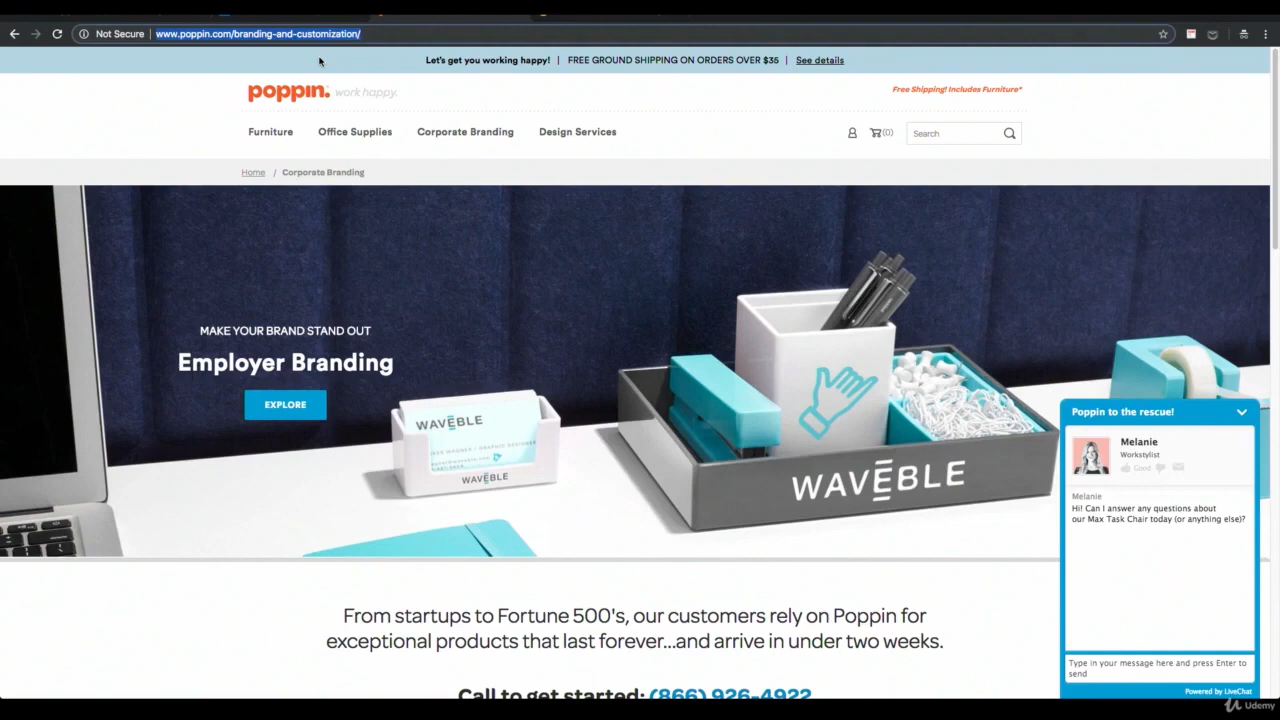 Not Secure | www.poppin.com/branding-and-customization/
Let's get you working happy! | FREE GROUND SHIPPING ON ORDERS OVER $35 | See details
poppin. work happy.
Free Shipping! Includes Furniture*
Furniture Office Supplies Corporate Branding Design Services
(0) Search
Home / Corporate Branding
MAKE YOUR BRAND STAND OUT
Employer Branding
EXPLORE
WAVĒBLE
WAVĒBLE
WAVĒBLE
Poppin to the rescue!
Melanie
Workstylist
Good
Melanie
Hi! Can I answer any questions about
our Max Task Chair today (or anything else)?
Type in your message here and press Enter to
send
Powered by LiveChat
From startups to Fortune 500's, our customers rely on Poppin for
exceptional products that last forever...and arrive in under two weeks.
Call to get started: (866) 926-4922
Udemy